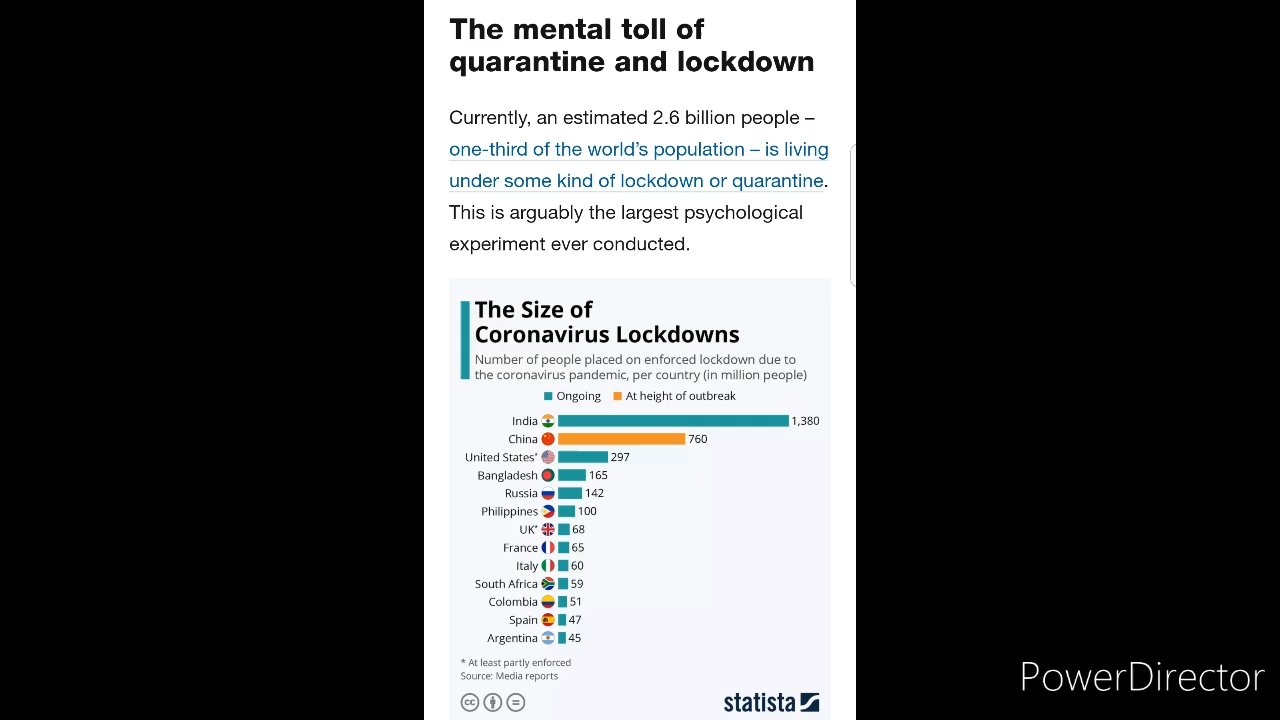 The mental toll of
quarantine and lockdown
Currently, an estimated 2.6 billion people –
one-third of the world's population – is living
under some kind of lockdown or quarantine.
This is arguably the largest psychological
experiment ever conducted.
The Size of
Coronavirus Lockdowns
Number of people placed on enforced lockdown due to
the coronavirus pandemic, per country (in million people)
Ongoing At height of outbreak
India 1,380
China 760
United States* 297
Bangladesh 165
Russia 142
Philippines 100
UK* 68
France 65
Italy 60
South Africa 59
Colombia 51
Spain 47
Argentina 45
* At least partly enforced
Source: Media reports
cc
statista
PowerDirector